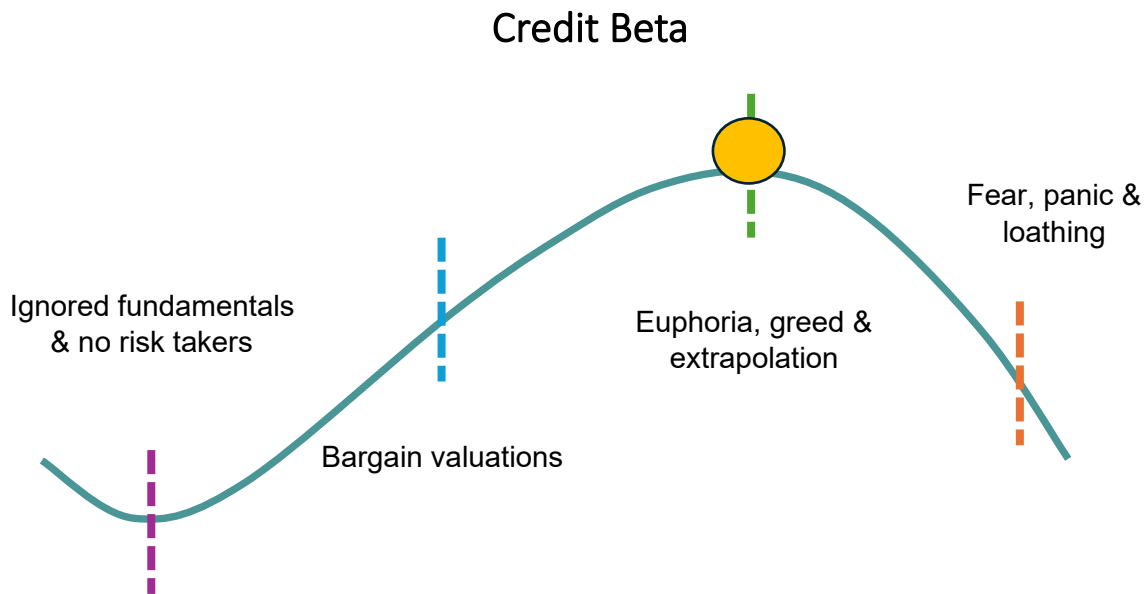 Credit Beta
Fear, panic &
loathing
Ignored fundamentals
& no risk takers
Euphoria, greed &
extrapolation
Bargain valuations